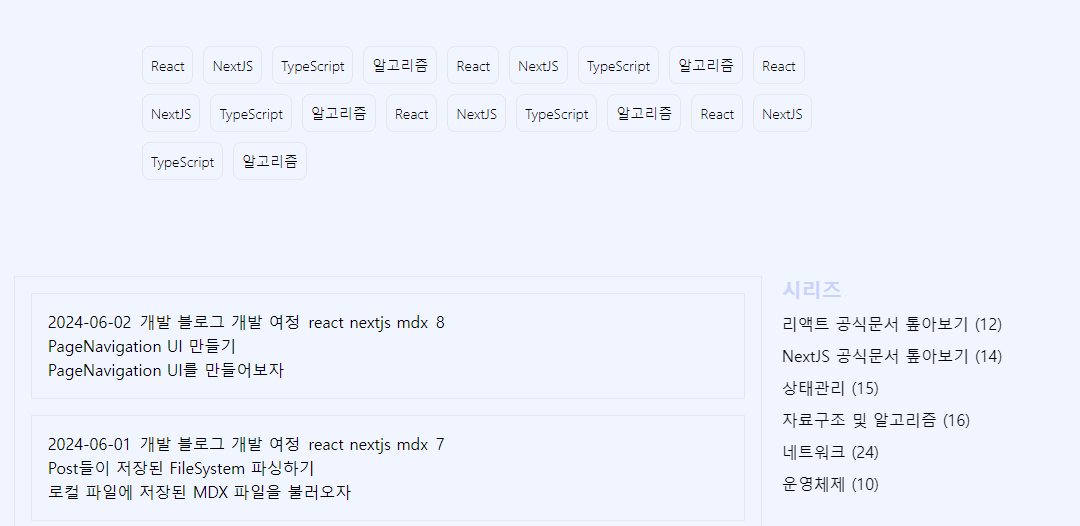 React NextJS TypeScript 알고리즘 React NextJS TypeScript 알고리즘 React
NextJS TypeScript 알고리즘 React NextJS TypeScript 알고리즘 React NextJS
TypeScript 알고리즘
2024-06-02 개발 블로그 개발 여정 react nextjs mdx 8
PageNavigation UI 만들기
PageNavigation UI를 만들어보자
2024-06-01 개발 블로그 개발 여정 react nextjs mdx 7
Post들이 저장된 FileSystem 파싱하기
로컬 파일에 저장된 MDX 파일을 불러오자
시리즈
리액트 공식문서 톺아보기 (12)
NextJS 공식문서 톺아보기 (14)
상태관리 (15)
자료구조 및 알고리즘 (16)
네트워크 (24)
운영체제 (10)